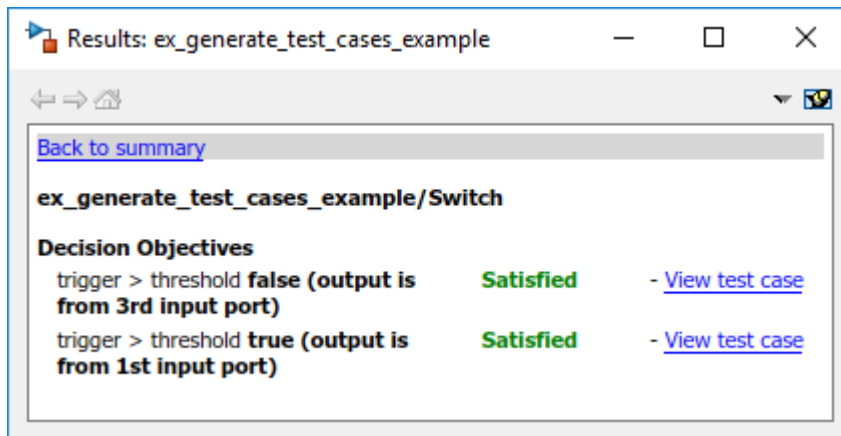 Results: ex_generate_test_cases_example
Back to summary
ex_generate_test_cases_example/Switch
Decision Objectives
trigger > threshold false (output is from 3rd input port) Satisfied - View test case
trigger > threshold true (output is from 1st input port) Satisfied - View test case